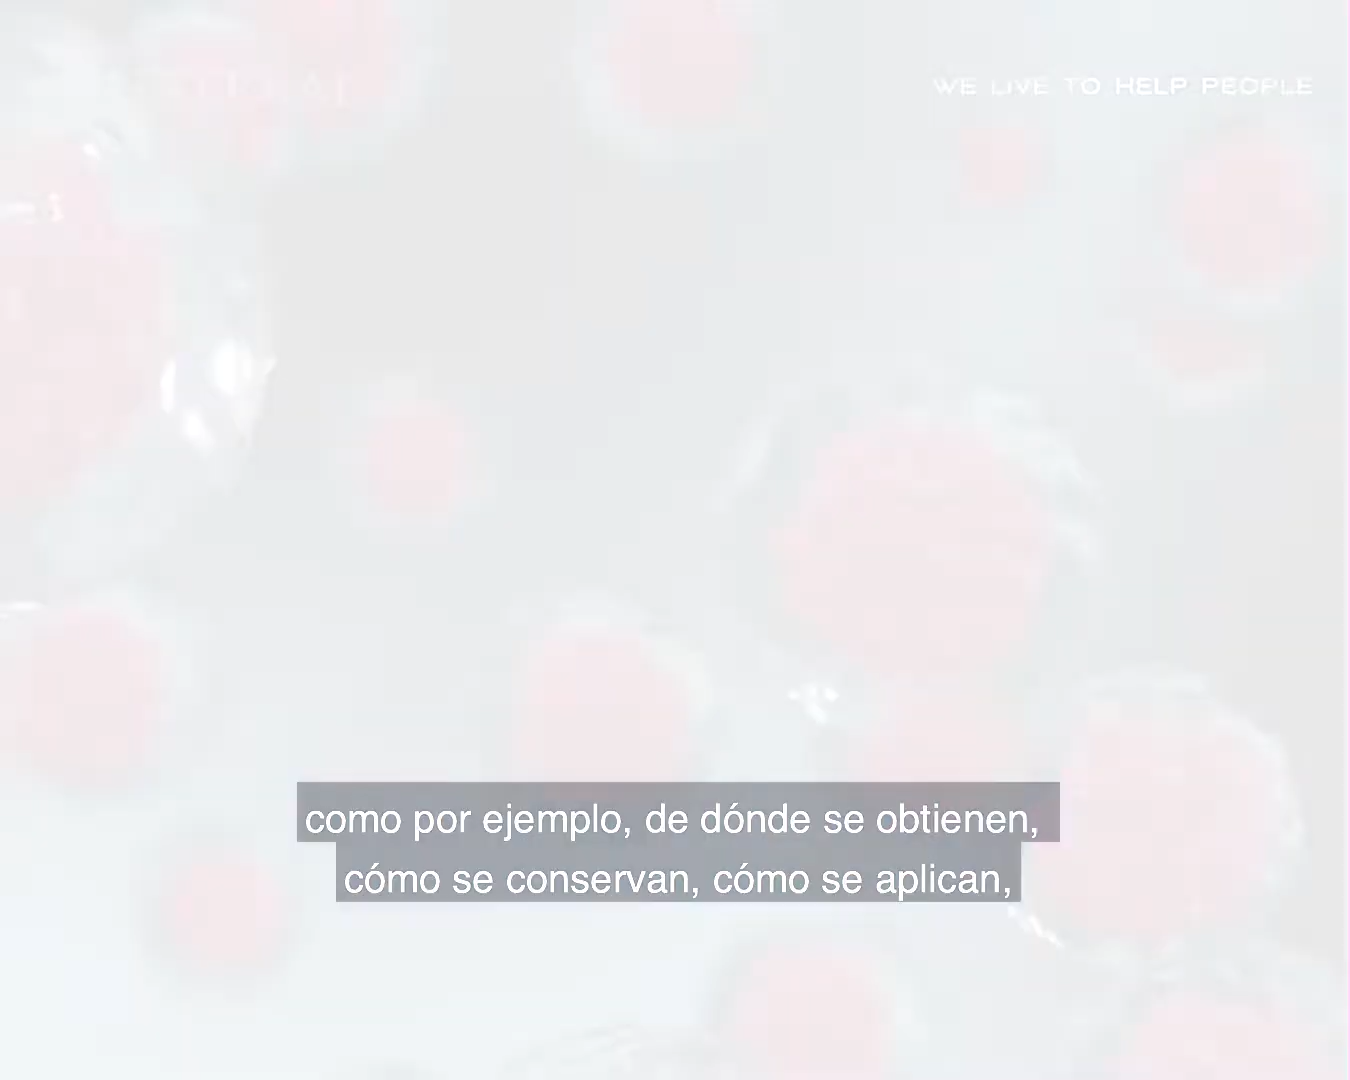 WE LIVE TO HELP PEOPLE
como por ejemplo, de dónde se obtienen,
cómo se conservan, cómo se aplican,